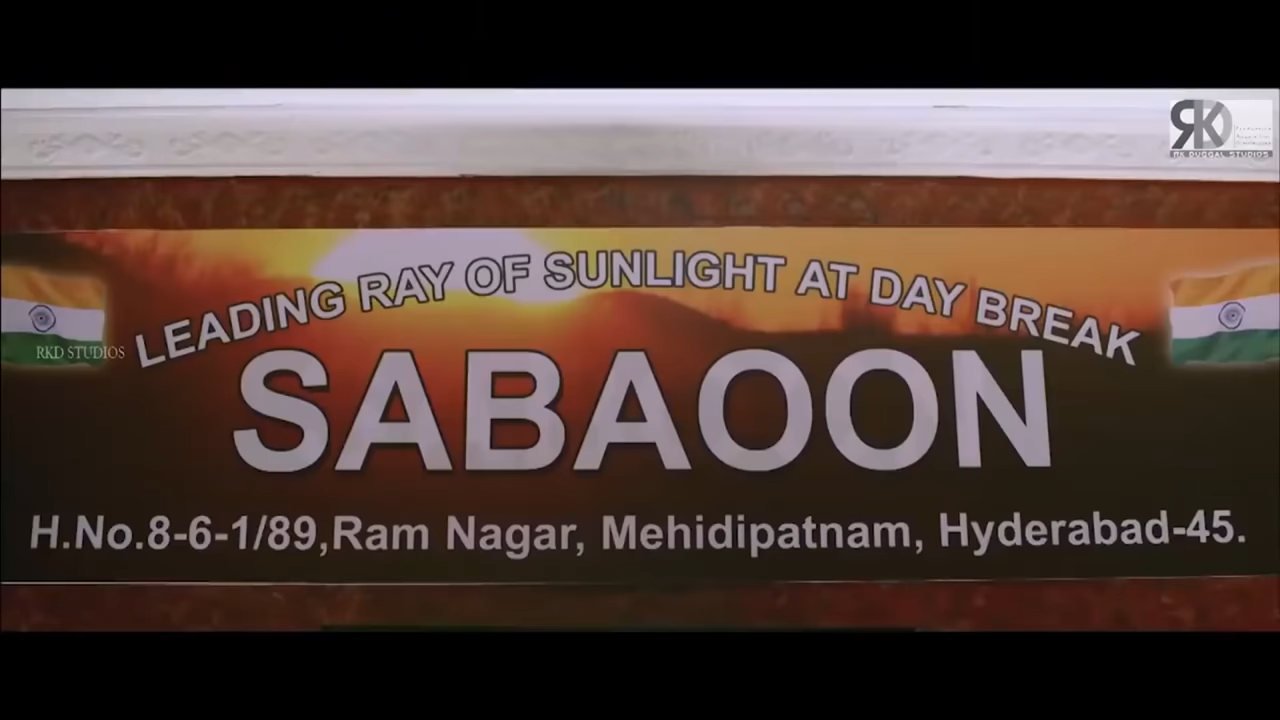 RK
RK DUGGAL STUDIOS
LEADING RAY OF SUNLIGHT AT DAY BREAK
RKD STUDIOS
SABAOON
H.No.8-6-1/89,Ram Nagar, Mehidipatnam, Hyderabad-45.